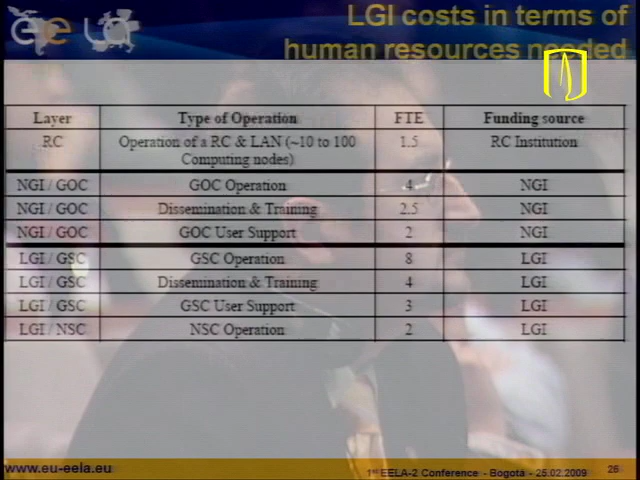 eela
LGI costs in terms of
human resources needed
Layer Type of Operation FTE Funding source
RC Operation of a RC & LAN (~10 to 100 Computing nodes) 1.5 RC Institution
NGI / GOC GOC Operation 4 NGI
NGI / GOC Dissemination & Training 2.5 NGI
NGI / GOC GOC User Support 2 NGI
LGI / GSC GSC Operation 8 LGI
LGI / GSC Dissemination & Training 4 LGI
LGI / GSC GSC User Support 3 LGI
LGI / NSC NSC Operation 2 LGI
www.eu-eela.eu 1st EELA-2 Conference - Bogotá - 25.02.2009 26